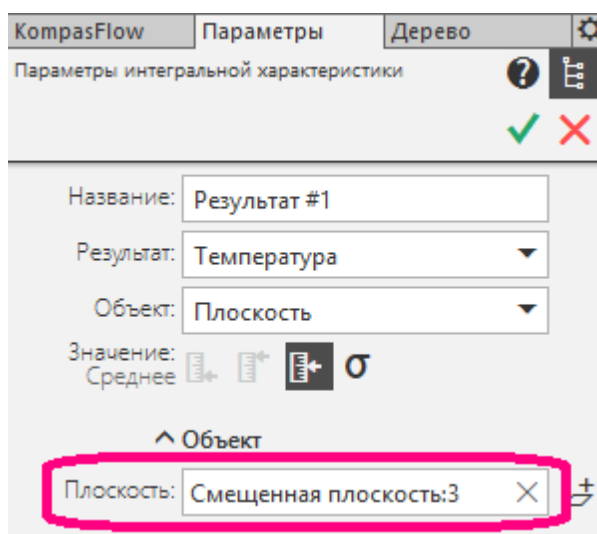 KompasFlow Параметры Дерево
Параметры интегральной характеристики
Название: Результат #1
Результат: Температура
Объект: Плоскость
Значение:
Среднее σ
Объект
Плоскость: Смещенная плоскость:3